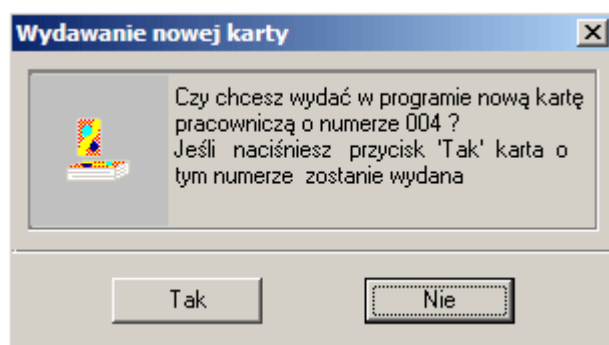 Wydawanie nowej karty
Czy chcesz wydać w programie nową kartę
pracowniczą o numerze 004 ?
Jeśli naciśniesz przycisk 'Tak' karta o
tym numerze zostanie wydana
Tak
Nie